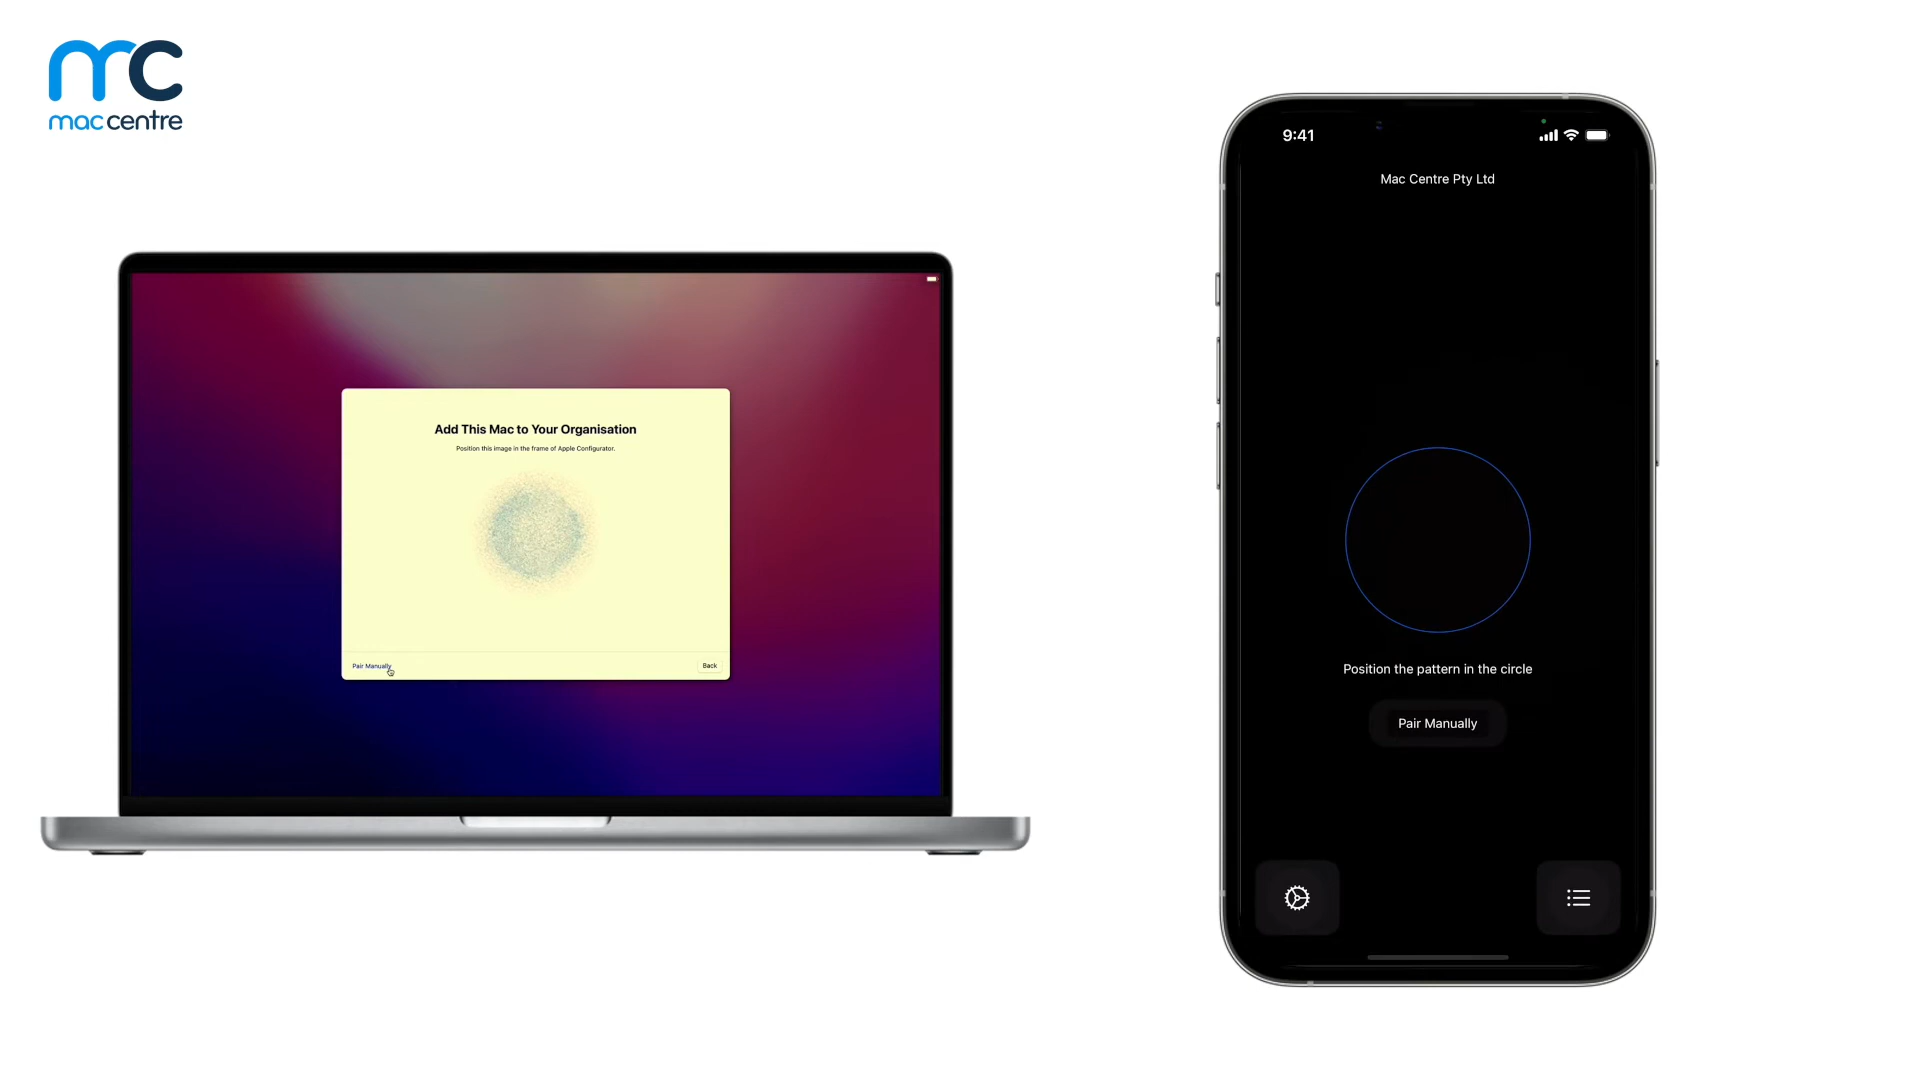 mc
mac centre
Add This Mac to Your Organisation
Position this image in the frame of Apple Configurator.
Pair Manually
Back
9:41
Mac Centre Pty Ltd
Position the pattern in the circle
Pair Manually